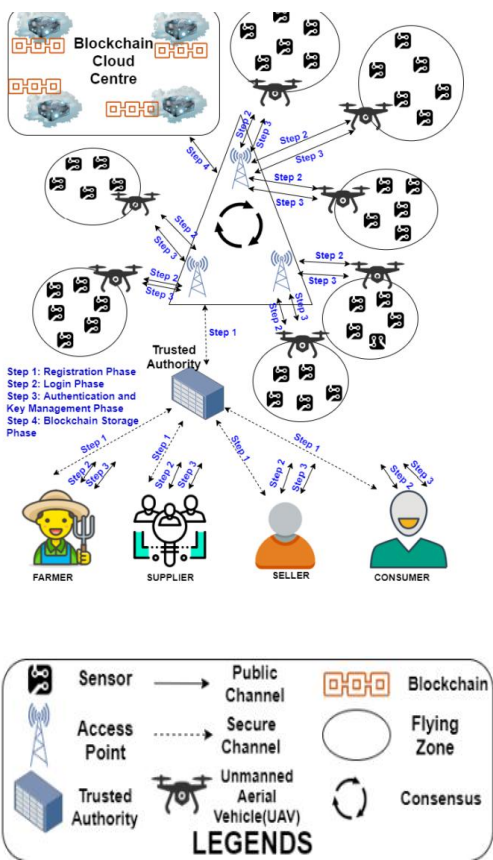 Blockchain
Cloud
Centre
Step 2
Step 3
Step 2
Step 3
Step 4
Step 2
Step 3
Step 2
Step 3
Step 2
Step 3
Step 2
Step 3
Step 2
Step 3
Step 1
Trusted
Authority
Step 1: Registration Phase
Step 2: Login Phase
Step 3: Authentication and
Key Management Phase
Step 4: Blockchain Storage
Phase
Step 1
Step 1
Step 1
Step 1
Step 2
Step 3
Step 2
Step 3
Step 2
Step 3
Step 2
Step 3
FARMER
SUPPLIER
SELLER
CONSUMER
Sensor
Public
Channel
Blockchain
Access
Point
Secure
Channel
Flying
Zone
Trusted
Authority
Unmanned
Aerial
Vehicle(UAV)
Consensus
LEGENDS